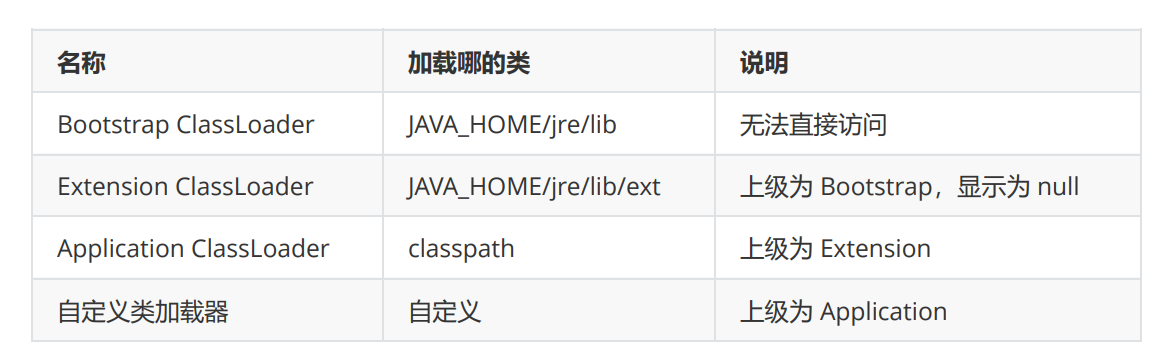 名称 加载哪的类 说明
Bootstrap ClassLoader JAVA_HOME/jre/lib 无法直接访问
Extension ClassLoader JAVA_HOME/jre/lib/ext 上级为 Bootstrap，显示为 null
Application ClassLoader classpath 上级为 Extension
自定义类加载器 自定义 上级为 Application